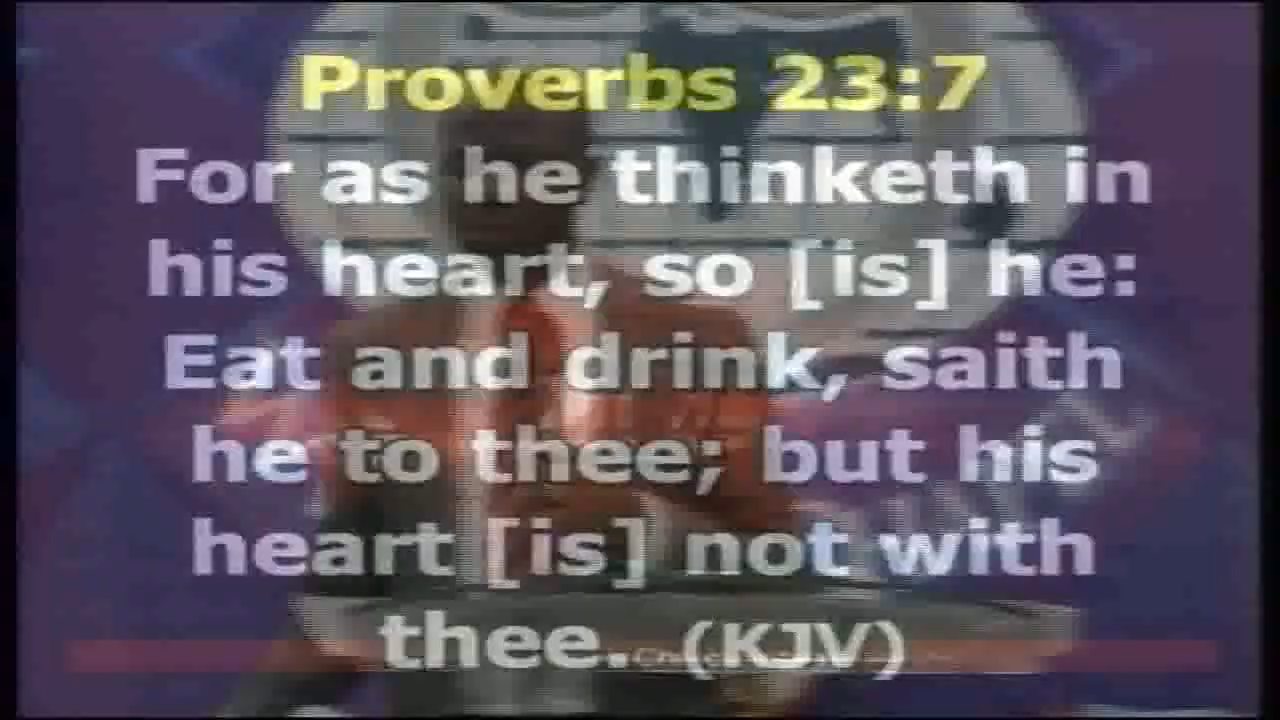 Proverbs 23:7
For as he thinketh in
his heart, so [is] he:
Eat and drink, saith
he to thee; but his
heart [is] not with
thee. (KJV)